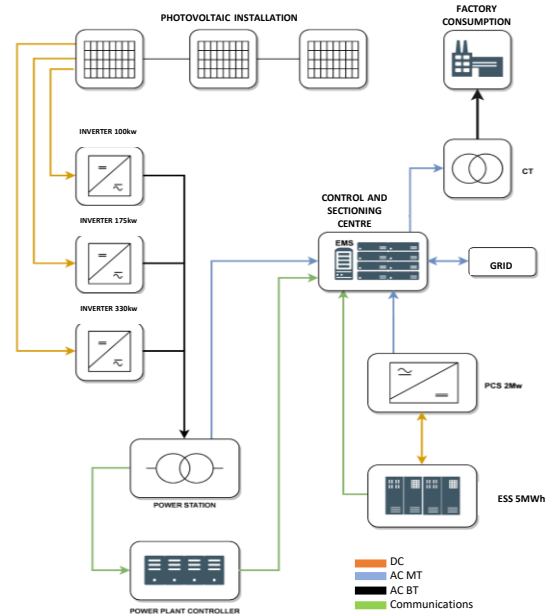 PHOTOVOLTAIC INSTALLATION
FACTORY
CONSUMPTION
INVERTER 100kw
CT
INVERTER 175kw
CONTROL AND
SECTIONING
CENTRE
EMS
GRID
INVERTER 330kw
PCS 2Mw
POWER STATION
ESS 5MWh
POWER PLANT CONTROLLER
DC
AC MT
AC BT
Communications